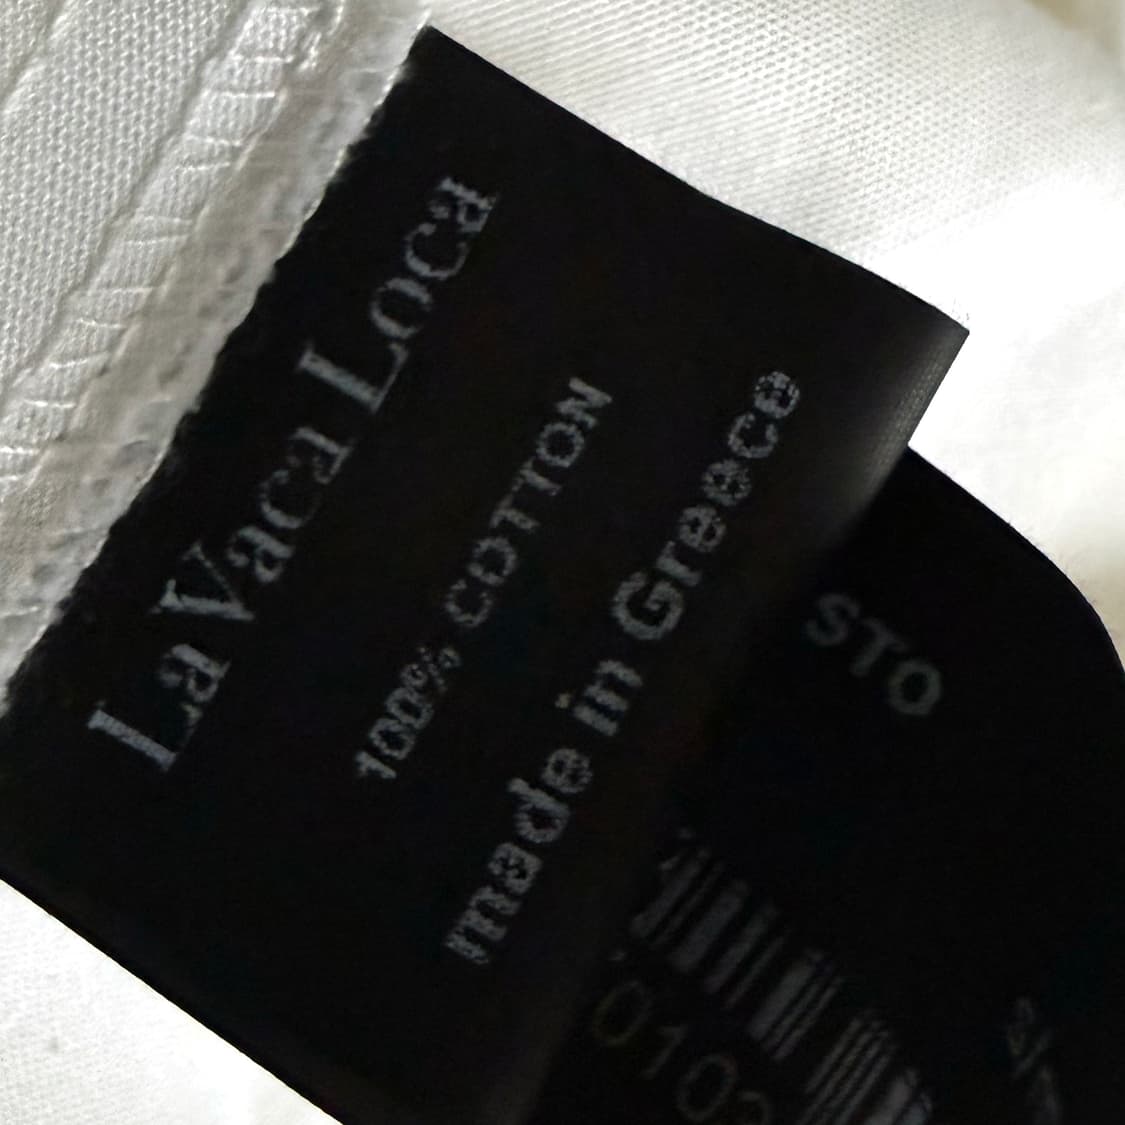 La Vaca Loca
100% COTTON
made in Greece
STO